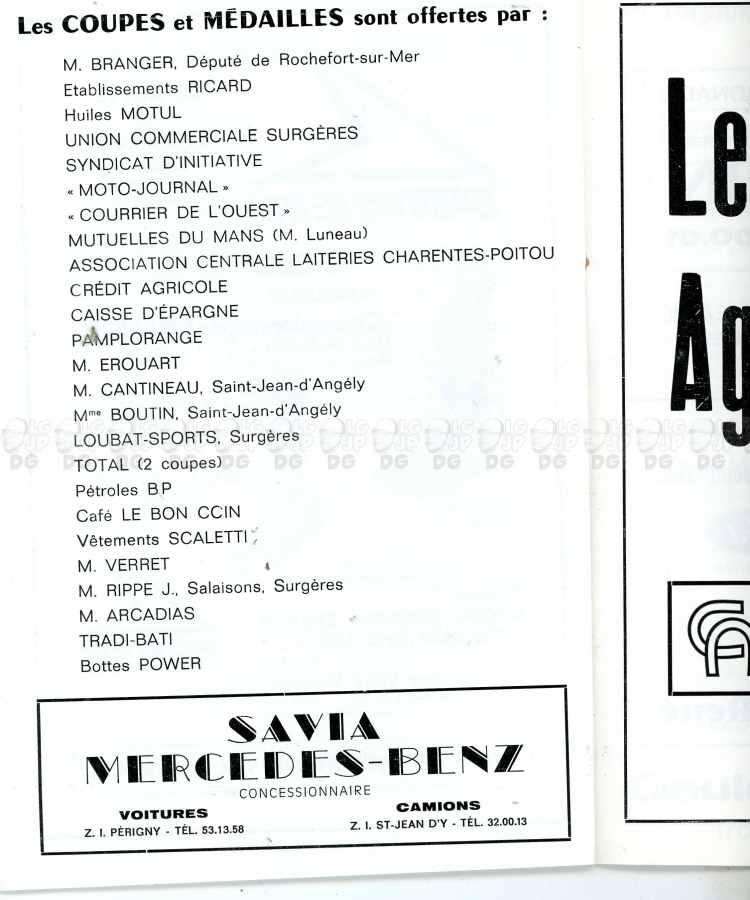 Les COUPES et MÉDAILLES sont offertes par :
M. BRANGER, Député de Rochefort-sur-Mer
Etablissements RICARD
Huiles MOTUL
UNION COMMERCIALE SURGÈRES
SYNDICAT D'INITIATIVE
« MOTO-JOURNAL »
« COURRIER DE L'OUEST »
MUTUELLES DU MANS (M. Luneau)
ASSOCIATION CENTRALE LAITERIES CHARENTES-POITOU
CRÉDIT AGRICOLE
CAISSE D'ÉPARGNE
PAMPLORANGE
M. EROUART
M. CANTINEAU, Saint-Jean-d'Angély
Mme BOUTIN, Saint-Jean-d'Angély
LOUBAT-SPORTS, Surgères
TOTAL (2 coupes)
Pétroles B.P
Café LE BON CCIN
Vêtements SCALETTI
M. VERRET
M. RIPPE J., Salaisons, Surgères
M. ARCADIAS
TRADI-BATI
Bottes POWER
SAVIA
MERCEDES-BENZ
CONCESSIONNAIRE
VOITURES
Z. I. PÉRIGNY - TÉL. 53.13.58
CAMIONS
Z. I. ST-JEAN D'Y - TÉL. 32.00.13
Le
Ag
CA